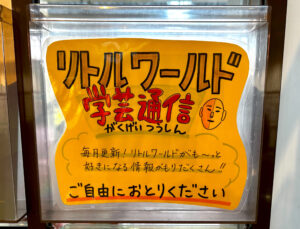 リトルワールド
学芸通信
がくげいつうしん
毎月更新！リトルワールドがも〜っと
好きになる情報がもりだくさん!!
ご自由におとりください